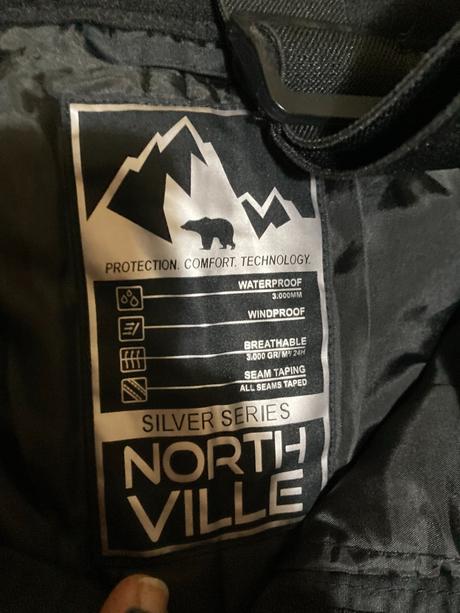 PROTECTION. COMFORT. TECHNOLOGY.
WATERPROOF
3.000MM
WINDPROOF
BREATHABLE
3.000 GR/M²/24H
SEAM TAPING
ALL SEAMS TAPED
SILVER SERIES
NORTH
VILLE